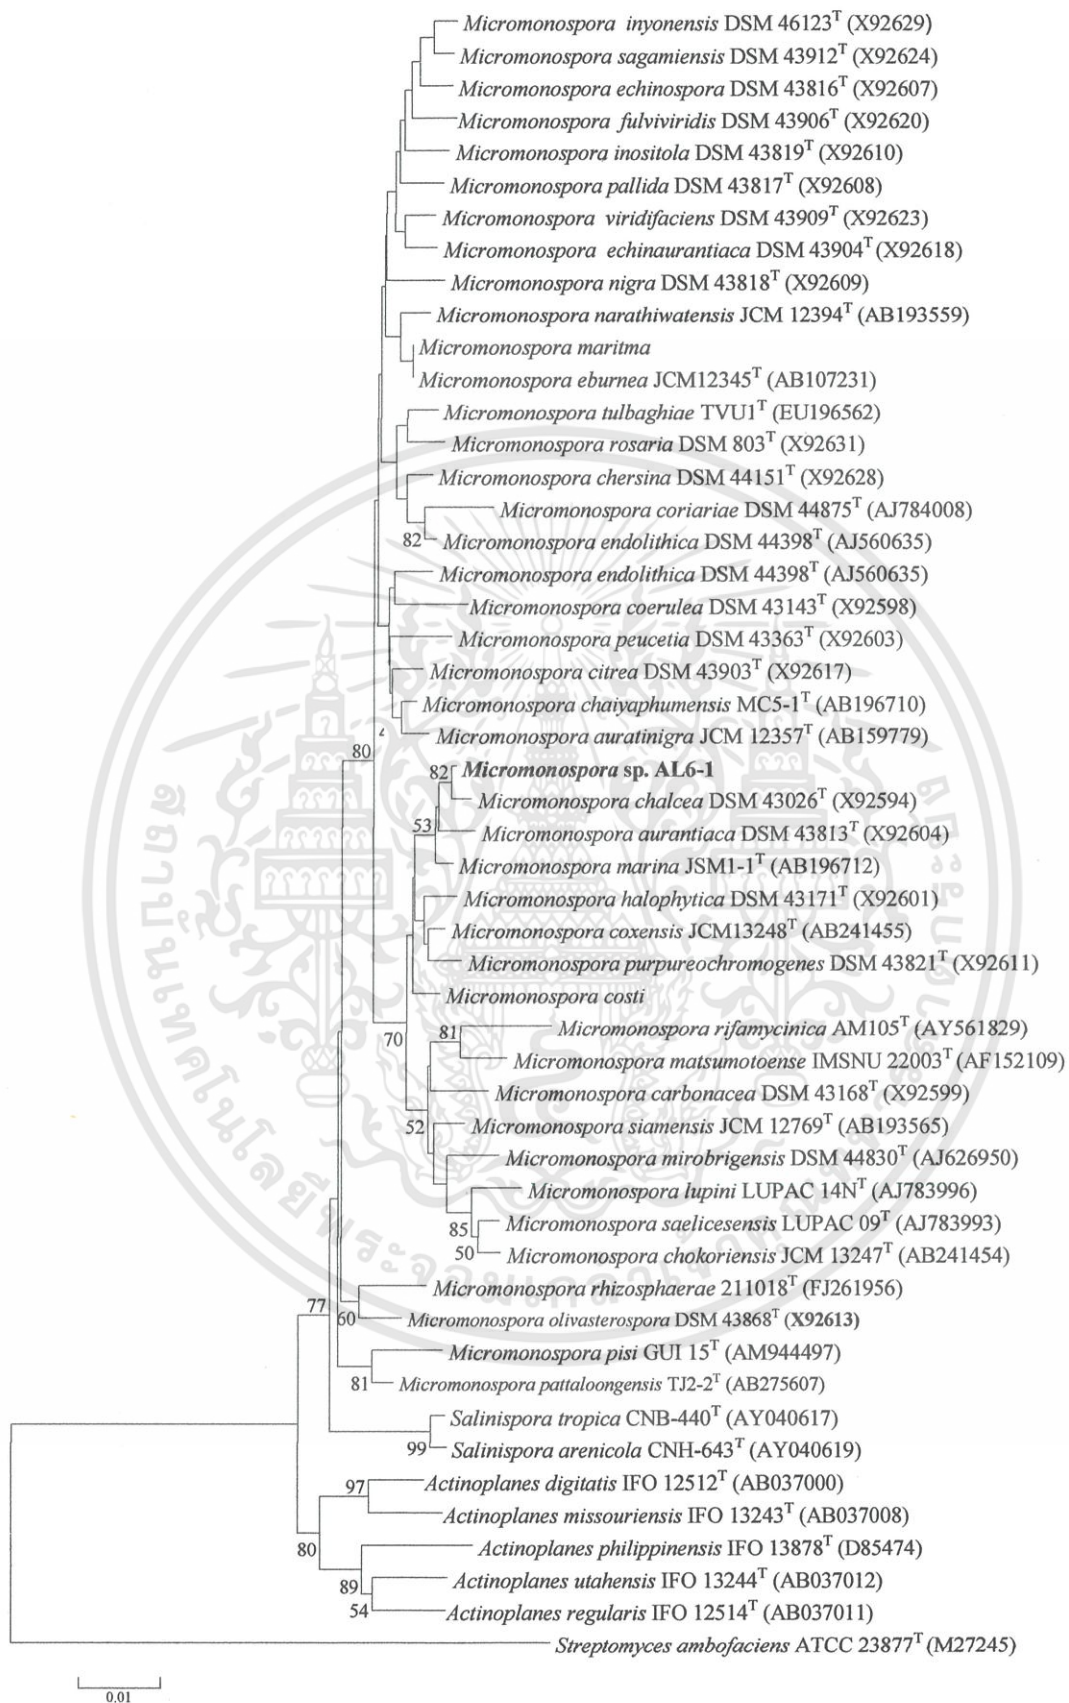 Micromonospora inyonensis DSM 46123T (X92629)
Micromonospora sagamiensis DSM 43912T (X92624)
Micromonospora echinospora DSM 43816T (X92607)
Micromonospora fulviviridis DSM 43906T (X92620)
Micromonospora inositola DSM 43819T (X92610)
Micromonospora pallida DSM 43817T (X92608)
Micromonospora viridifaciens DSM 43909T (X92623)
Micromonospora echinaurantiaca DSM 43904T (X92618)
Micromonospora nigra DSM 43818T (X92609)
Micromonospora narathiwatensis JCM 12394T (AB193559)
Micromonospora maritma
Micromonospora eburnea JCM12345T (AB107231)
Micromonospora tulbaghiae TVU1T (EU196562)
Micromonospora rosaria DSM 803T (X92631)
Micromonospora chersina DSM 44151T (X92628)
Micromonospora coriariae DSM 44875T (AJ784008)
82 Micromonospora endolithica DSM 44398T (AJ560635)
Micromonospora endolithica DSM 44398T (AJ560635)
Micromonospora coerulea DSM 43143T (X92598)
Micromonospora peucetia DSM 43363T (X92603)
Micromonospora citrea DSM 43903T (X92617)
Micromonospora chaiyaphumensis MC5-1T (AB196710)
Micromonospora auratinigra JCM 12357T (AB159779)
80
82 Micromonospora sp. AL6-1
Micromonospora chalcea DSM 43026T (X92594)
53
Micromonospora aurantiaca DSM 43813T (X92604)
Micromonospora marina JSM1-1T (AB196712)
Micromonospora halophytica DSM 43171T (X92601)
Micromonospora coxensis JCM13248T (AB241455)
Micromonospora purpureochromogenes DSM 43821T (X92611)
Micromonospora costi
70
81 Micromonospora rifamycinica AM105T (AY561829)
Micromonospora matsumotoense IMSNU 22003T (AF152109)
Micromonospora carbonacea DSM 43168T (X92599)
52 Micromonospora siamensis JCM 12769T (AB193565)
Micromonospora mirobrigensis DSM 44830T (AJ626950)
Micromonospora lupini LUPAC 14NT (AJ783996)
85 Micromonospora saelicesensis LUPAC 09T (AJ783993)
50 Micromonospora chokoriensis JCM 13247T (AB241454)
Micromonospora rhizosphaerae 211018T (FJ261956)
77
60 Micromonospora olivasterospora DSM 43868T (X92613)
Micromonospora pisi GUI 15T (AM944497)
81 Micromonospora pattaloongensis TJ2-2T (AB275607)
Salinispora tropica CNB-440T (AY040617)
99 Salinispora arenicola CNH-643T (AY040619)
97 Actinoplanes digitatis IFO 12512T (AB037000)
Actinoplanes missouriensis IFO 13243T (AB037008)
80 Actinoplanes philippinensis IFO 13878T (D85474)
89 Actinoplanes utahensis IFO 13244T (AB037012)
54 Actinoplanes regularis IFO 12514T (AB037011)
Streptomyces ambofaciens ATCC 23877T (M27245)
0.01